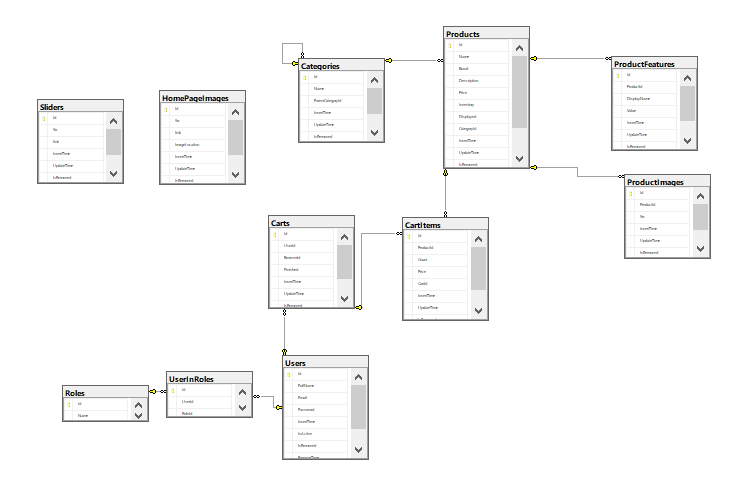 Products
Id
Name
Brand
Description
Price
Inventory
Displayed
CategoryId
InsertTime
UpdateTime
IsRemoved
Categories
Id
Name
ParentCategoryId
InsertTime
UpdateTime
IsRemoved
ProductFeatures
Id
ProductId
DisplayName
Value
InsertTime
UpdateTime
IsRemoved
HomePageImages
Id
Src
link
ImageLocation
InsertTime
UpdateTime
IsRemoved
Sliders
Id
Src
link
InsertTime
UpdateTime
IsRemoved
ProductImages
Id
ProductId
Src
InsertTime
UpdateTime
IsRemoved
Carts
Id
UserId
BrowserId
Finished
InsertTime
UpdateTime
IsRemoved
CartItems
Id
ProductId
Count
Price
CartId
InsertTime
UpdateTime
Users
Id
FullName
Email
Password
InsertTime
IsActive
IsRemoved
RemoveTime
UserInRoles
Id
UserId
RoleId
Roles
Id
Name